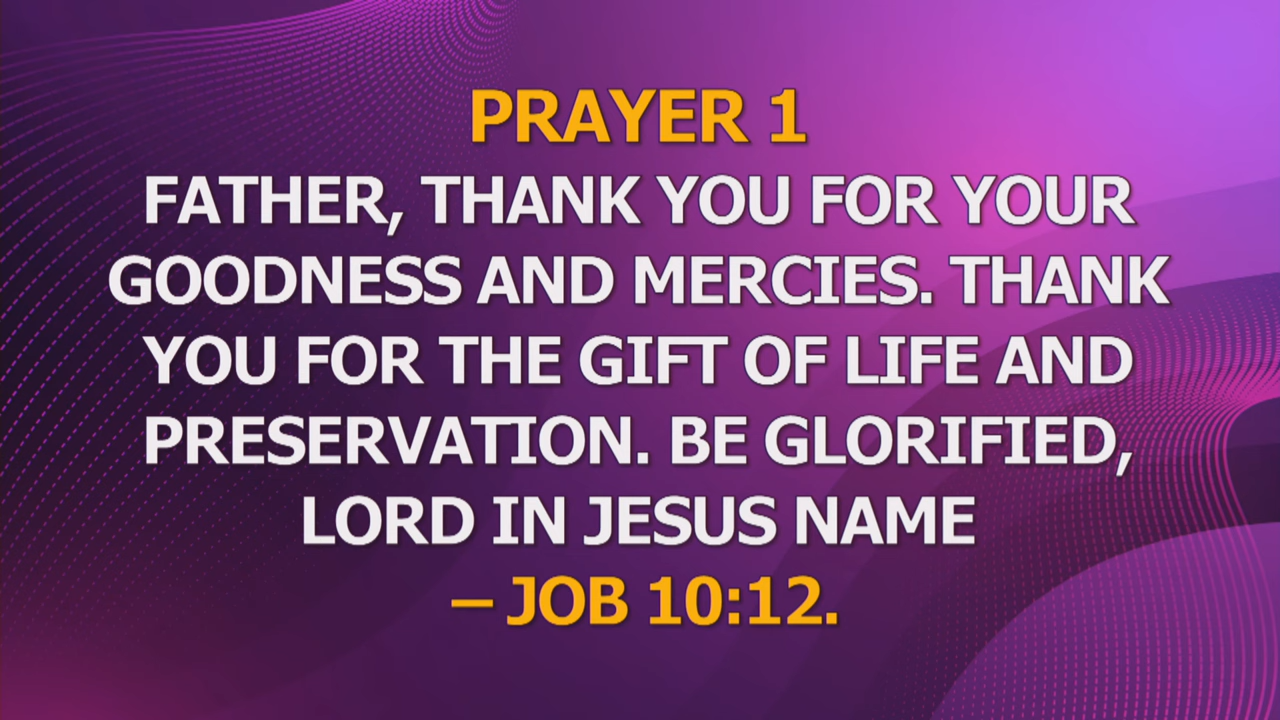 PRAYER 1
FATHER, THANK YOU FOR YOUR
GOODNESS AND MERCIES. THANK
YOU FOR THE GIFT OF LIFE AND
PRESERVATION. BE GLORIFIED,
LORD IN JESUS NAME
– JOB 10:12.